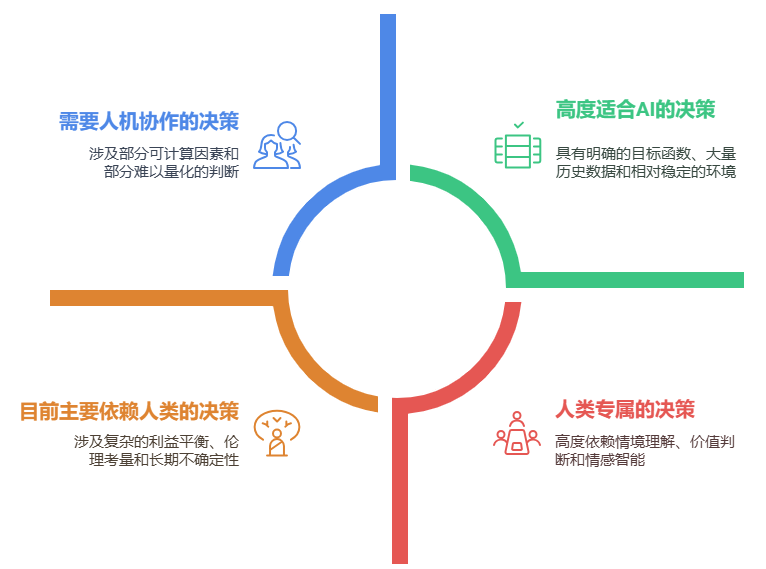 需要人机协作的决策
涉及部分可计算因素和
部分难以量化的判断
高度适合AI的决策
具有明确的目标函数、大量
历史数据和相对稳定的环境
目前主要依赖人类的决策
涉及复杂的利益平衡、伦
理考量和长期不确定性
人类专属的决策
高度依赖情境理解、价值判
断和情感智能